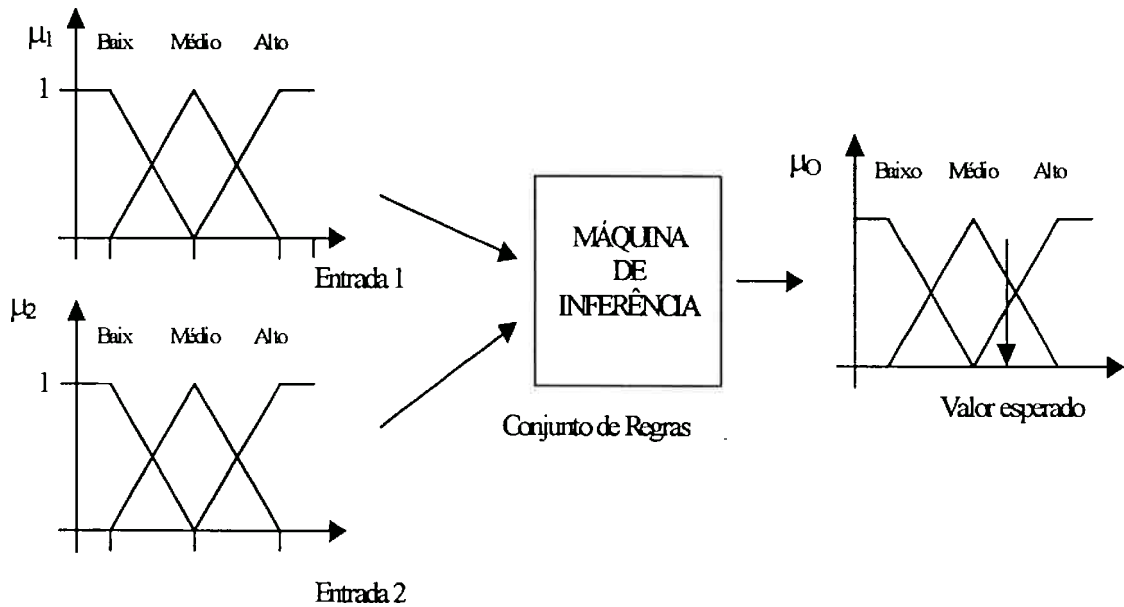 μ1 Baix Médio Alto
1
Entrada 1
μ2
Baix Médio Alto
1
Entrada 2
MÁQUINA
DE
INFERÊNCIA
Conjunto de Regras
μO
Baixo Médio Alto
Valor esperado